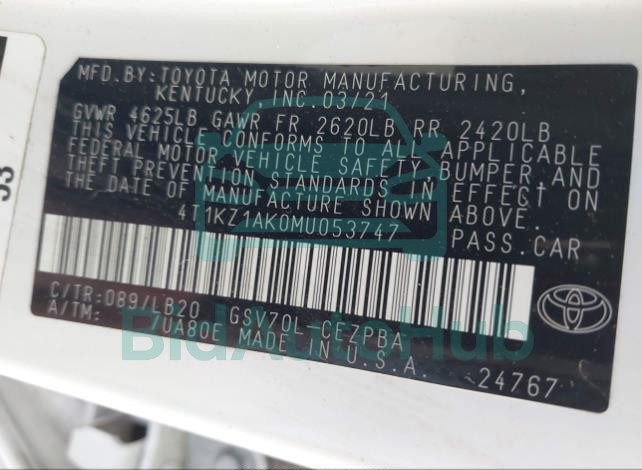 MFD.BY:TOYOTA MOTOR MANUFACTURING,
KENTUCKY INC 03/21
GVWR 4625LB GAWR FR 2620LB RR 2420LB
THIS VEHICLE CONFORMS TO ALL APPLICABLE
FEDERAL MOTOR VEHICLE SAFETY, BUMPER AND
THEFT PREVENTION STANDARDS IN EFFECT ON
THE DATE OF MANUFACTURE SHOWN ABOVE.
4T1KZ1AK0MU053747 PASS.CAR
C/TR:089/LB20 GSV70L-CEZPBA
A/TM: /UA80E MADE IN U.S.A. 24767
BidAutoHub
53